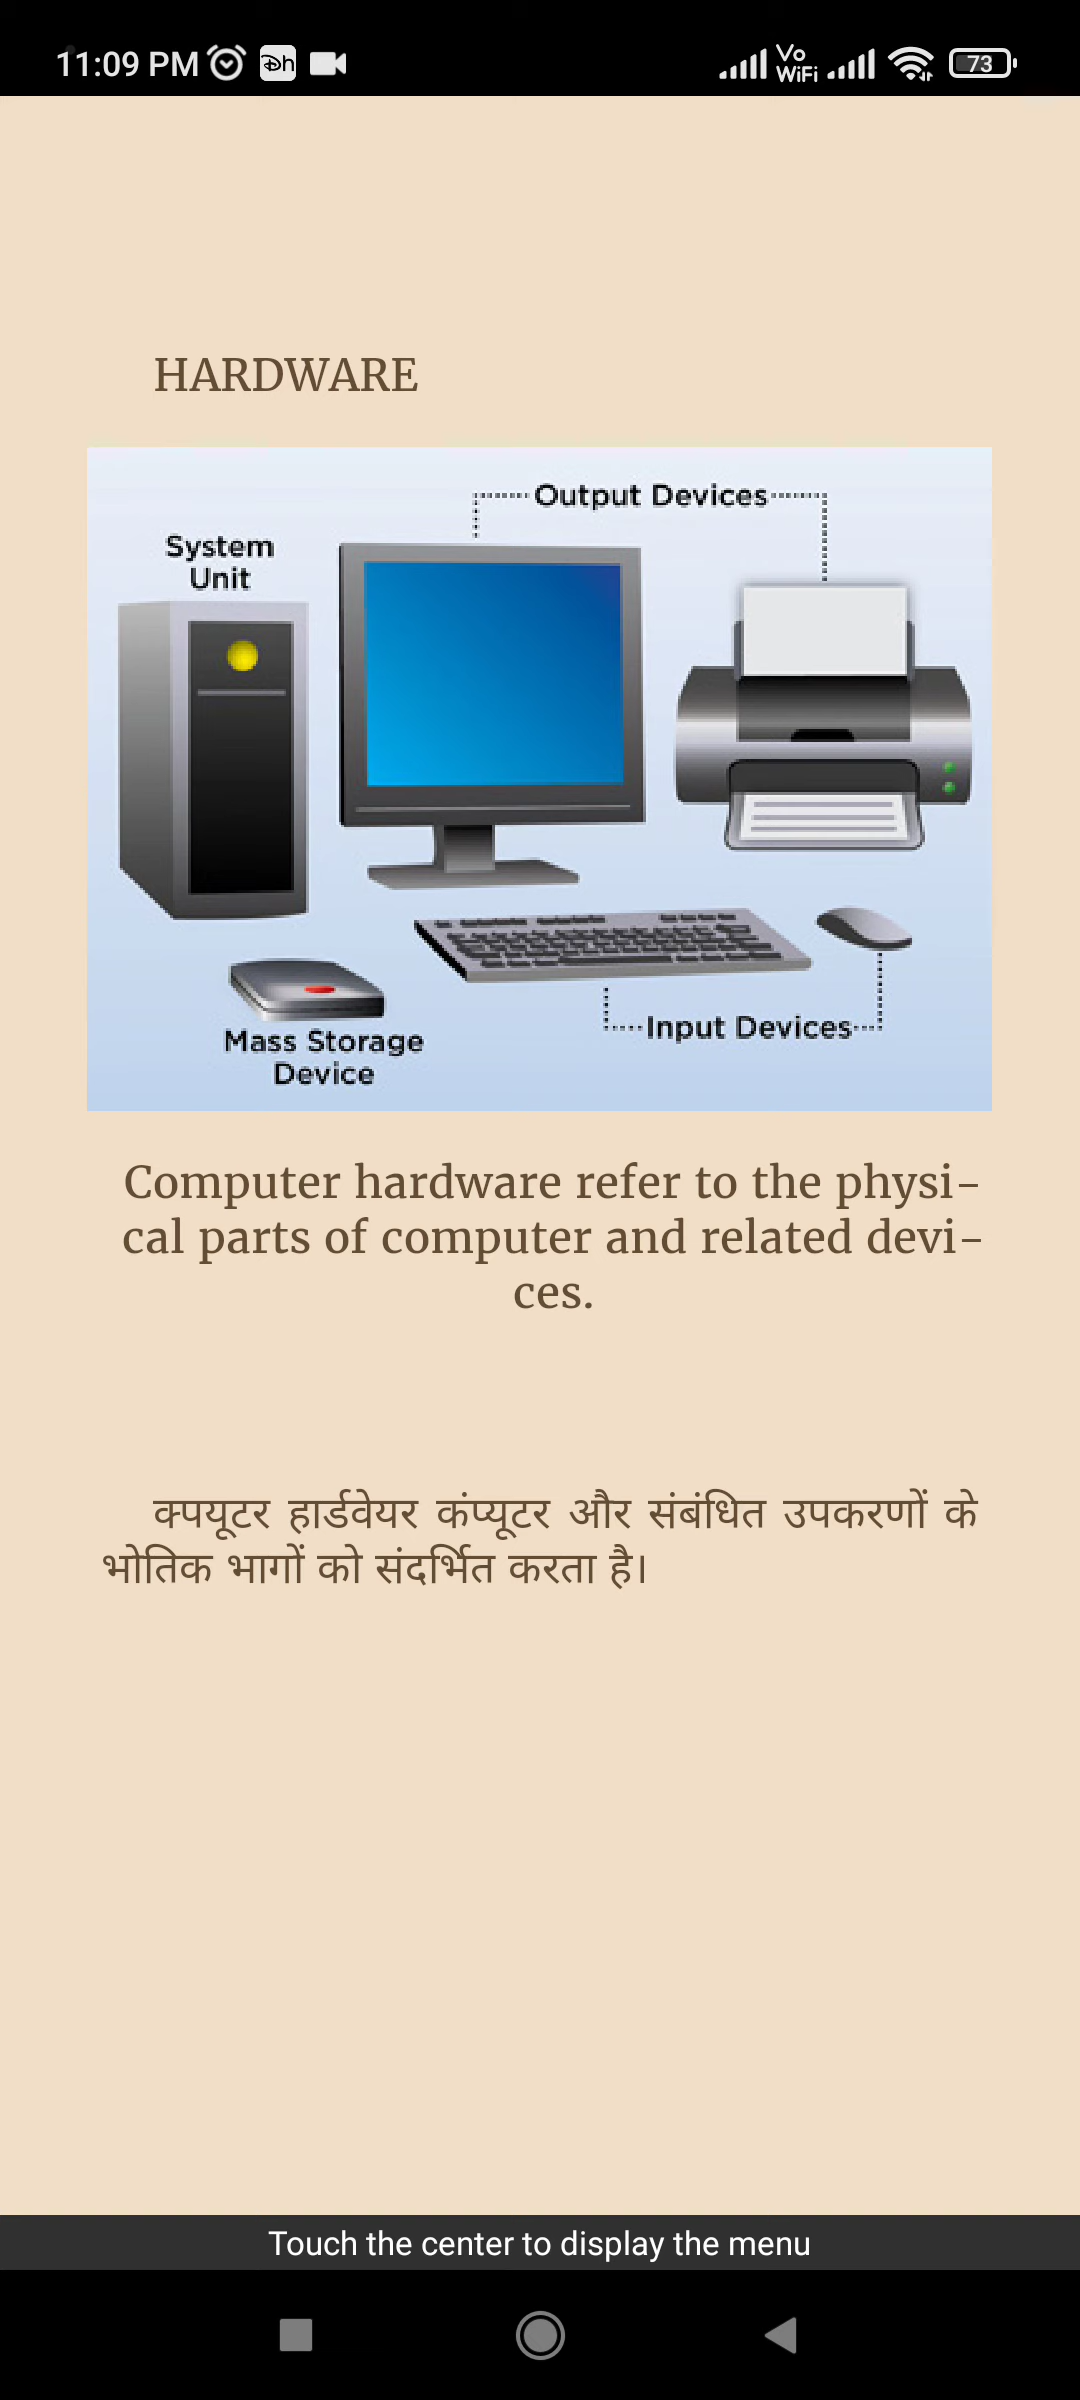 11:09 PM
Vo
WiFi
73
HARDWARE
Output Devices
System
Unit
Input Devices
Mass Storage
Device
Computer hardware refer to the physi-
cal parts of computer and related devi-
ces.
क्पयूटर हार्डवेयर कंप्यूटर और संबंधित उपकरणों के
भोतिक भागों को संदर्भित करता है।
Touch the center to display the menu